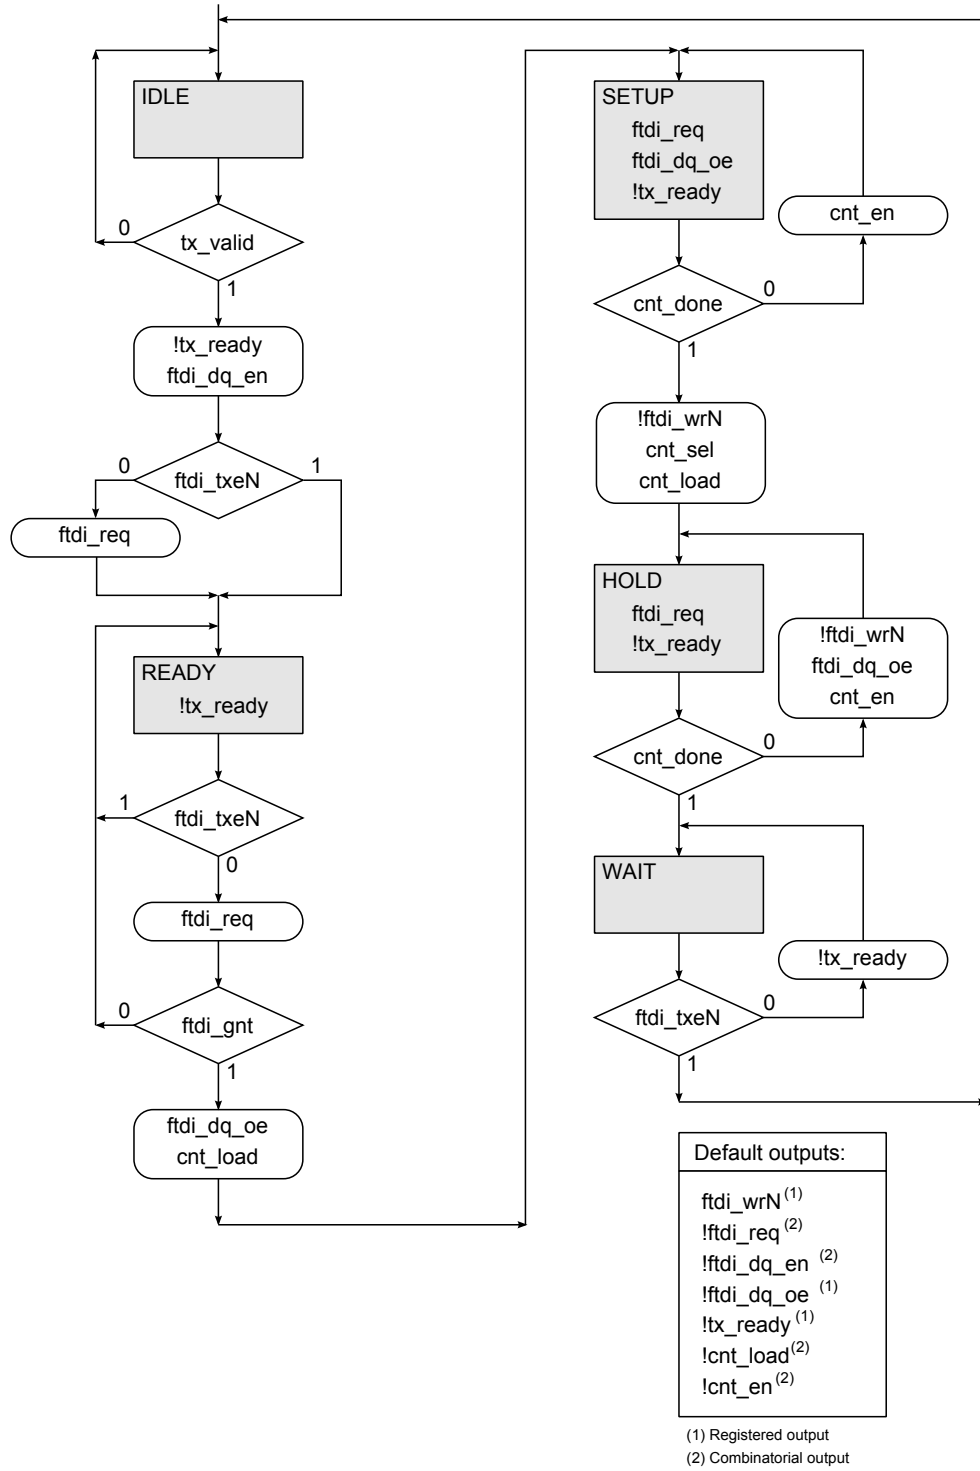 IDLE
0
tx_valid
1
!tx_ready
ftdi_dq_en
0
ftdi_txeN
1
ftdi_req
READY
!tx_ready
1
ftdi_txeN
0
ftdi_req
0
ftdi_gnt
1
ftdi_dq_oe
cnt_load
SETUP
ftdi_req
ftdi_dq_oe
!tx_ready
cnt_en
cnt_done
0
1
!ftdi_wrN
cnt_sel
cnt_load
HOLD
ftdi_req
!tx_ready
!ftdi_wrN
ftdi_dq_oe
cnt_en
cnt_done
0
1
WAIT
!tx_ready
ftdi_txeN
0
1
Default outputs:
ftdi_wrN (1)
!ftdi_req (2)
!ftdi_dq_en (2)
!ftdi_dq_oe (1)
!tx_ready (1)
!cnt_load (2)
!cnt_en (2)
(1) Registered output
(2) Combinatorial output